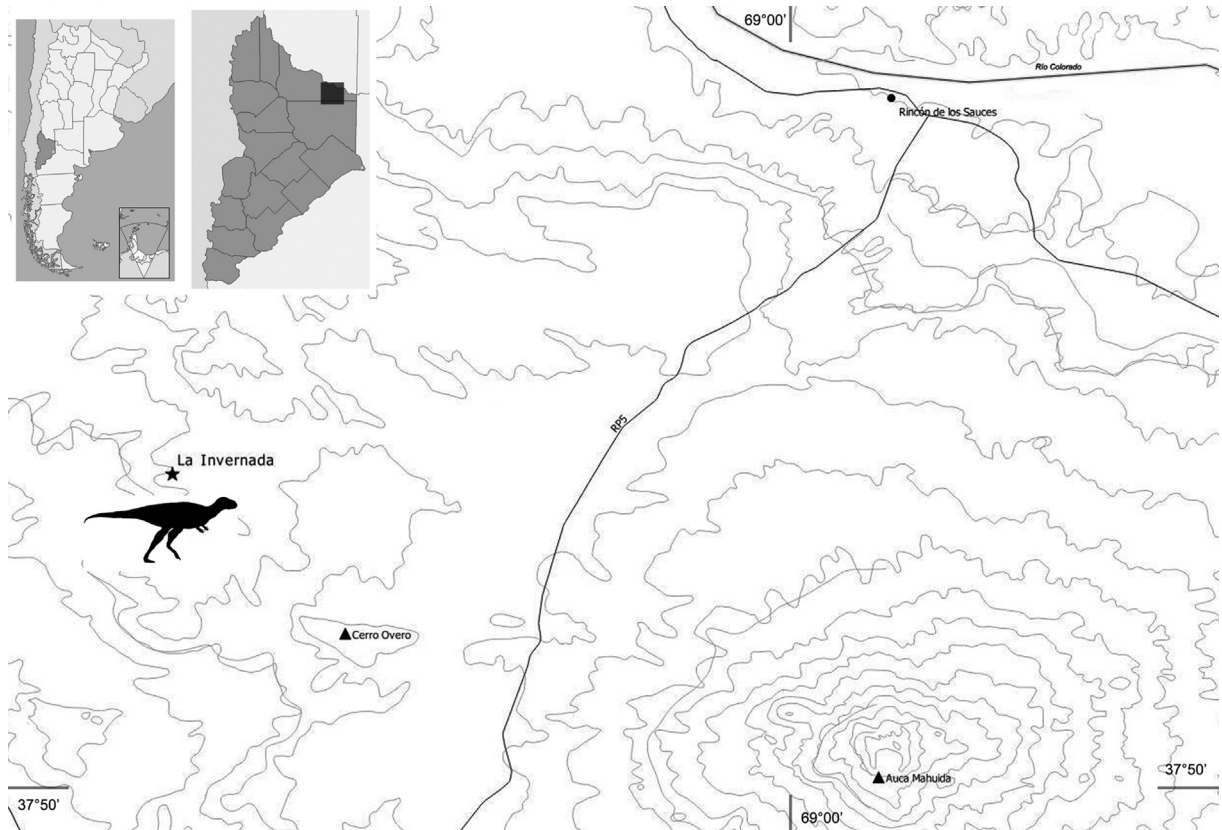 69°00'
Río Colorado
Rincón de los Sauces
RP5
La Invernada
Cerro Overo
Auca Mahuida
37°50'
37°50'
69°00'